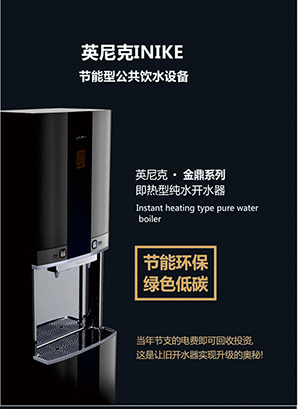 英尼克INIKE
节能型公共饮水设备
英尼克·金鼎系列
即热型纯水开水器
Instant heating type pure water
boiler
节能环保
绿色低碳
当年节支的电费即可回收投资,
这是让旧开水器实现升级的奥秘!